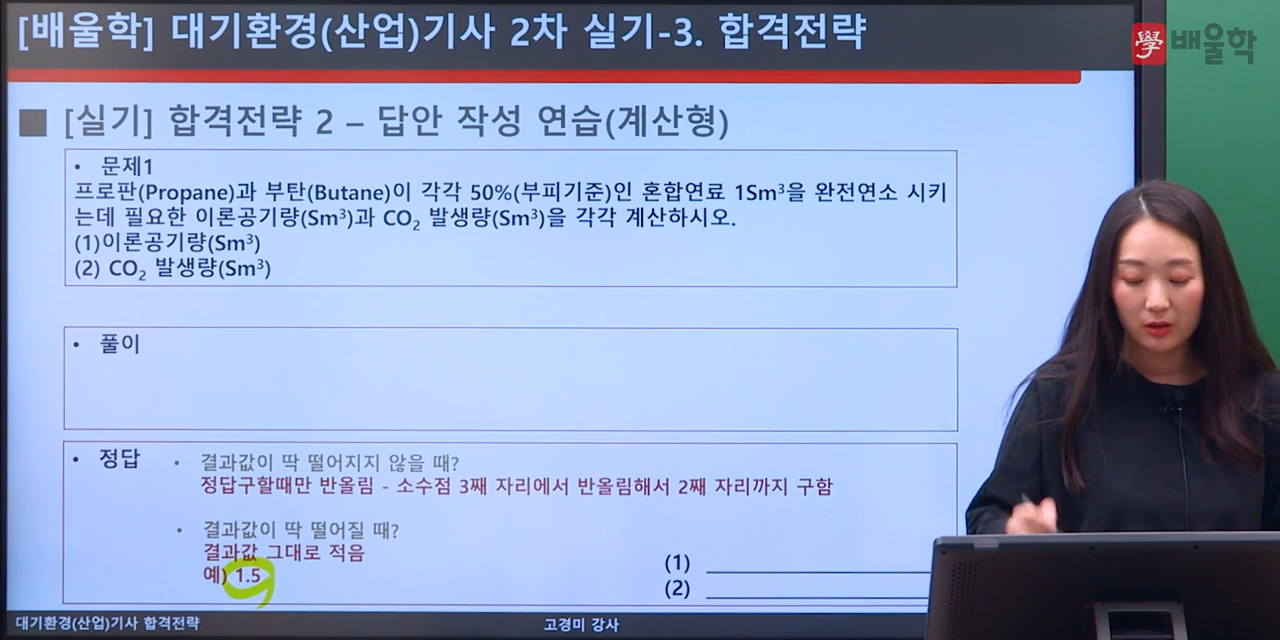 [배울학] 대기환경(산업)기사 2차 실기-3. 합격전략
學 배울학
■ [실기] 합격전략 2 – 답안 작성 연습(계산형)
• 문제1
프로판(Propane)과 부탄(Butane)이 각각 50%(부피기준)인 혼합연료 1Sm³을 완전연소 시키
는데 필요한 이론공기량(Sm³)과 CO₂ 발생량(Sm³)을 각각 계산하시오.
(1)이론공기량(Sm³)
(2) CO₂ 발생량(Sm³)
• 풀이
• 정답
• 결과값이 딱 떨어지지 않을 때?
정답구할때만 반올림 - 소수점 3째 자리에서 반올림해서 2째 자리까지 구함
• 결과값이 딱 떨어질 때?
결과값 그대로 적음
예) 1.5
(1)
(2)
대기환경(산업)기사 합격전략
고경미 강사